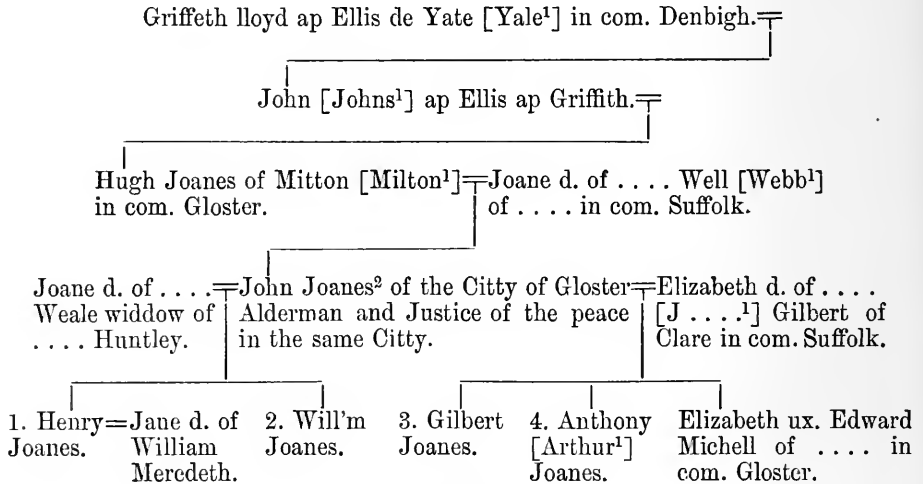 Griffeth lloyd ap Ellis de Yate [Yale¹] in com. Denbigh.
John [Johns¹] ap Ellis ap Griffith.
Hugh Joanes of Mitton [Milton¹]
in com. Gloster.
Joane d. of . . . . Well [Webb¹]
of . . . . in com. Suffolk.
Joane d. of . . . .
Weale widdow of
. . . . Huntley.
John Joanes² of the Citty of Gloster
Alderman and Justice of the peace
in the same Citty.
Elizabeth d. of . . . .
[J . . . .¹] Gilbert of
Clare in com. Suffolk.
1. Henry
Joanes.
Jane d. of
William
Meredeth.
2. Will'm
Joanes.
3. Gilbert
Joanes.
4. Anthony
[Arthur¹]
Joanes.
Elizabeth ux. Edward
Michell of . . . . in
com. Gloster.